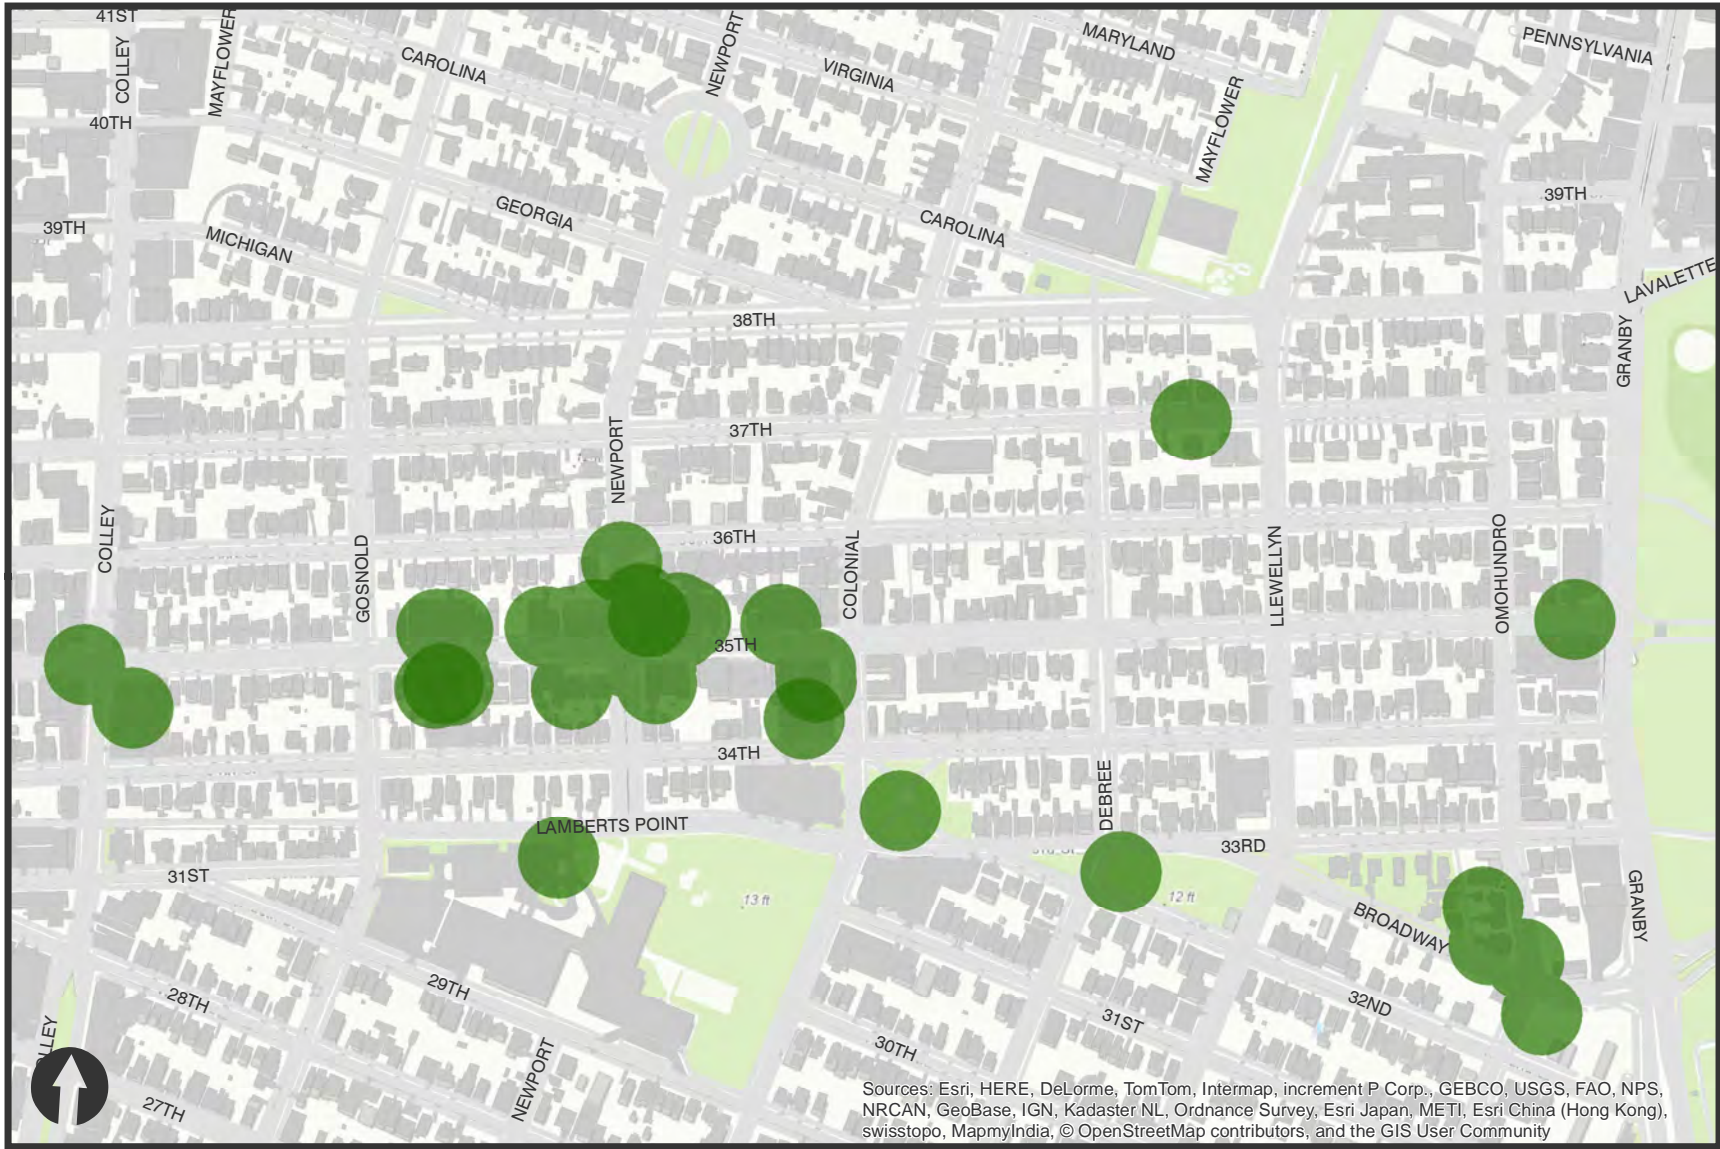 41ST
COLLEY
MAYFLOWER
CAROLINA
NEWPORT
VIRGINIA
MARYLAND
PENNSYLVANIA
40TH
MAYFLOWER
39TH
GEORGIA
CAROLINA
39TH
MICHIGAN
LAVALETTE
38TH
GRANBY
37TH
NEWPORT
36TH
COLLEY
GOSNOLD
COLONIAL
LLEWELLYN
OMOHUNDRO
35TH
34TH
DEBREE
LAMBERTS POINT
33RD
31ST
13 ft
12 ft
BROADWAY
GRANBY
29TH
28TH
32ND
31ST
30TH
NEWPORT
27TH
Sources: Esri, HERE, DeLorme, TomTom, Intermap, increment P Corp., GEBCO, USGS, FAO, NPS,
NRCAN, GeoBase, IGN, Kadaster NL, Ordnance Survey, Esri Japan, METI, Esri China (Hong Kong),
swisstopo, MapmyIndia, © OpenStreetMap contributors, and the GIS User Community